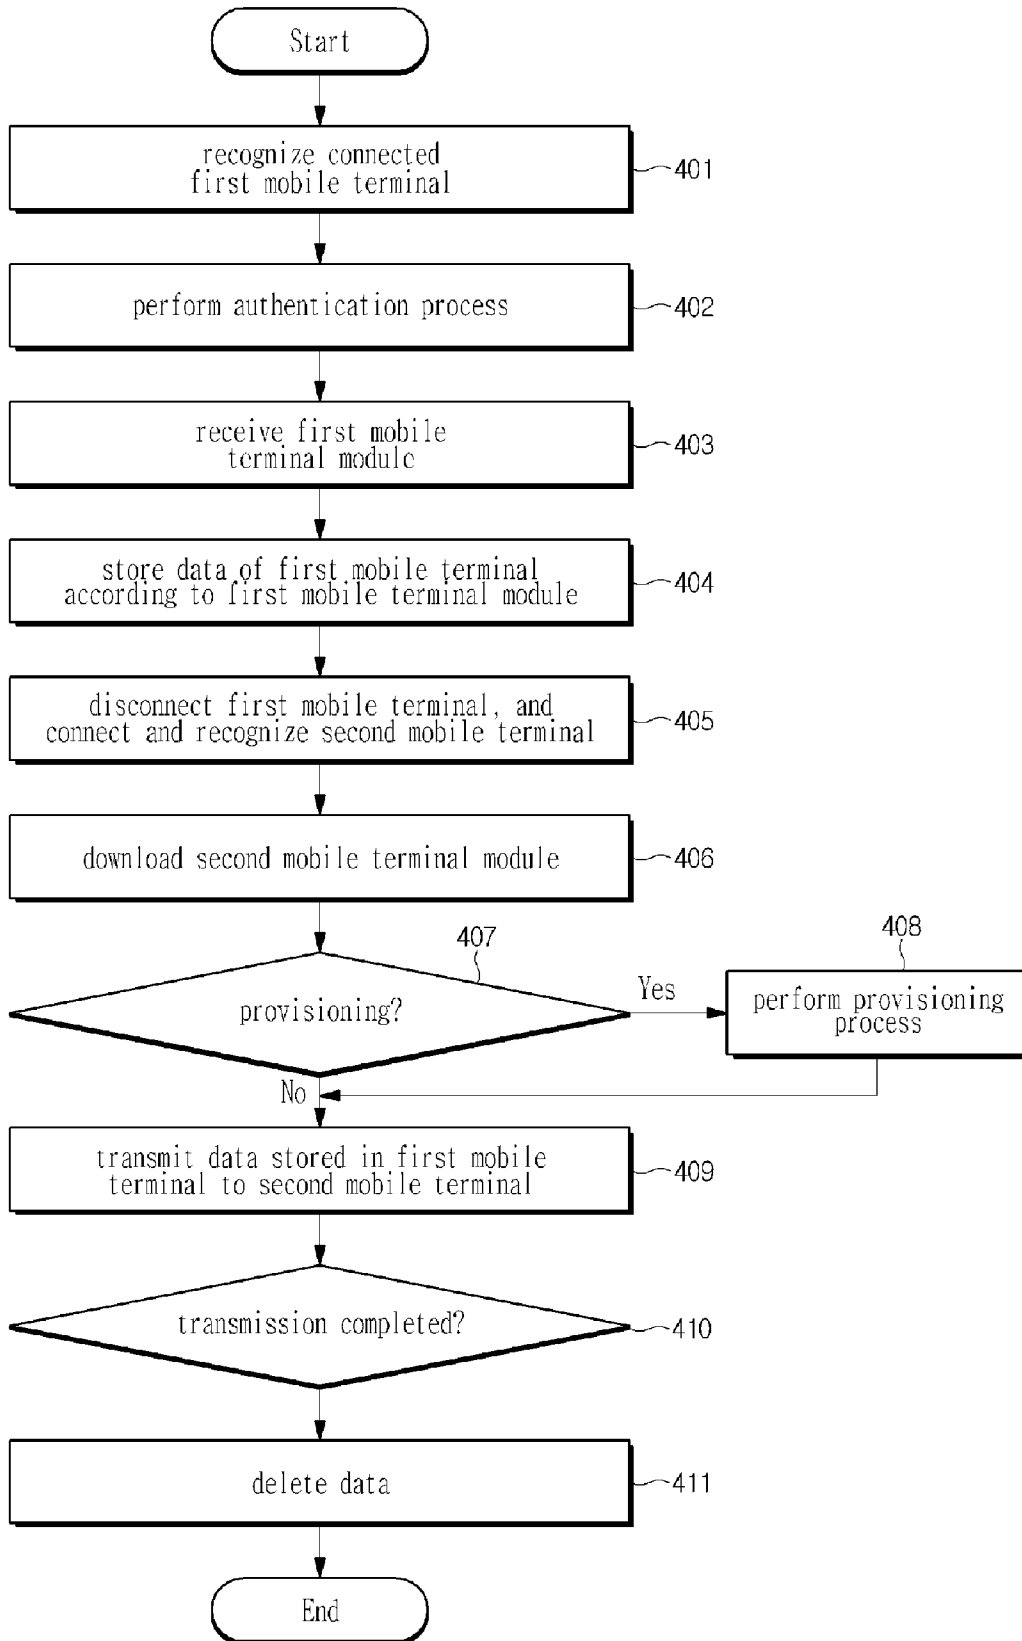 Start
recognize connected
first mobile terminal
401
perform authentication process
402
receive first mobile
terminal module
403
store data of first mobile terminal
according to first mobile terminal module
404
disconnect first mobile terminal, and
connect and recognize second mobile terminal
405
download second mobile terminal module
406
407
provisioning?
Yes
408
perform provisioning
process
No
transmit data stored in first mobile
terminal to second mobile terminal
409
transmission completed?
410
delete data
411
End